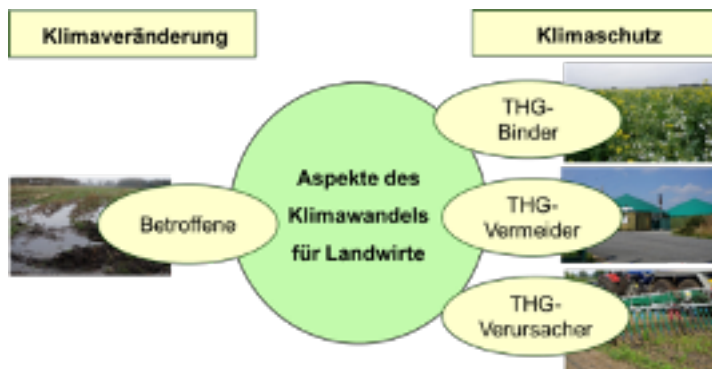 Klimaveränderung
Klimaschutz
THG-
Binder
Aspekte des
Klimawandels
für Landwirte
Betroffene
THG-
Vermeider
THG-
Verursacher